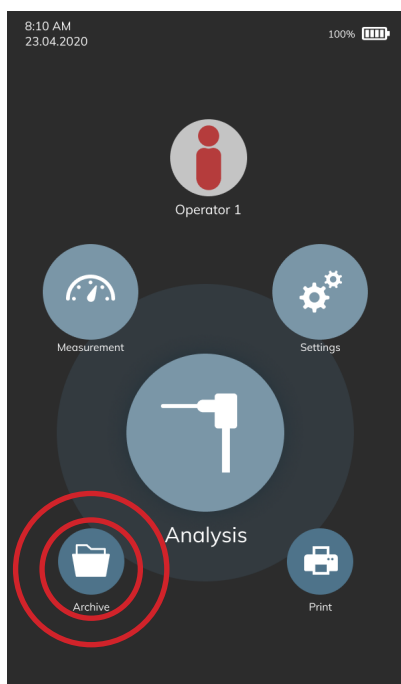 8:10 AM
23.04.2020
100%
Operator 1
Measurement
Settings
Analysis
Archive
Print